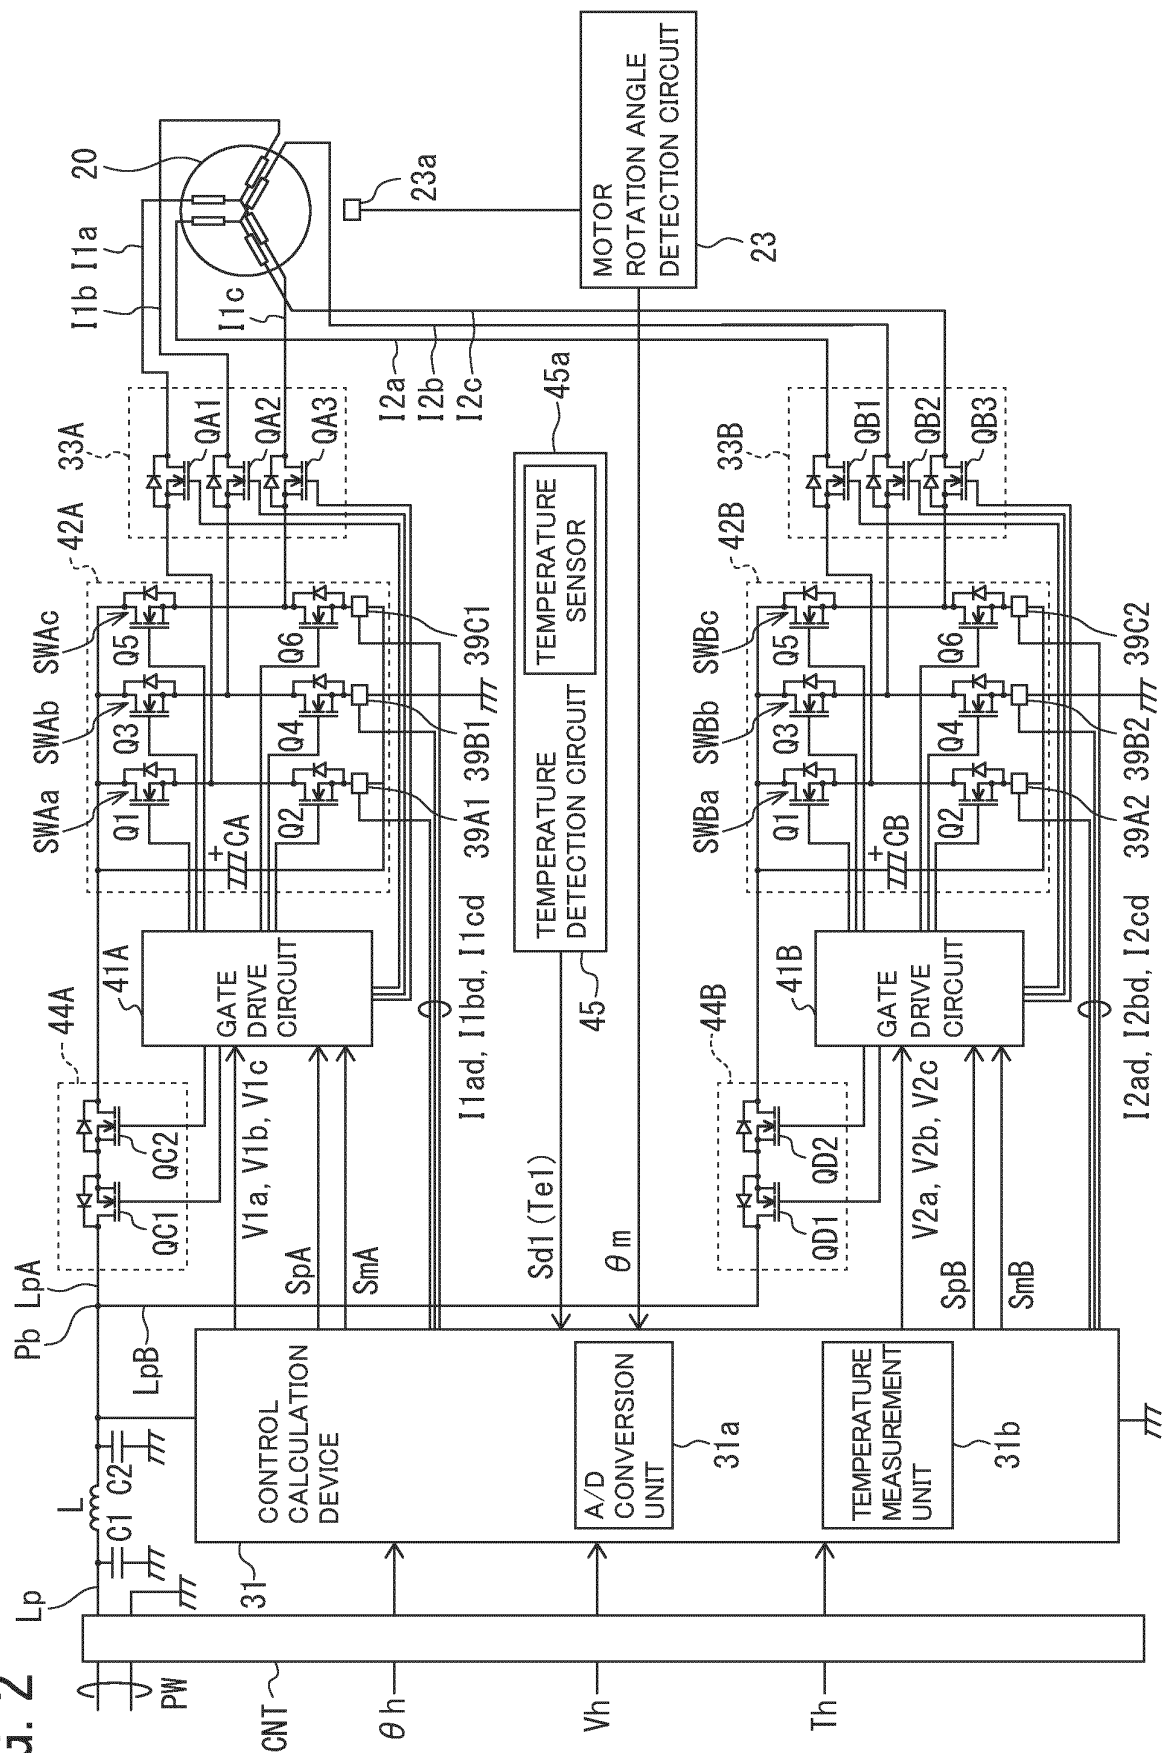 G. 2
Lp
L
Pb
LpA
44A
41A
SWAa
SWAb
SWAc
42A
33A
I1b
I1a
20
PW
C1
C2
LpB
QC1
QC2
Q1
Q3
Q5
QA1
QA2
QA3
I1c
CA
GATE
DRIVE
CIRCUIT
Q2
Q4
Q6
V1a, V1b, V1c
SpA
SmA
CNT
31
CONTROL
CALCULATION
DEVICE
θh
I1ad, I1bd, I1cd
39A1
39B1
39C1
I2a
I2b
I2c
23a
Sd1(Te1)
45
TEMPERATURE
DETECTION CIRCUIT
TEMPERATURE
SENSOR
45a
MOTOR
ROTATION ANGLE
DETECTION CIRCUIT
23
Vh
A/D
CONVERSION
UNIT
31a
θm
44B
41B
SWBa
SWBb
SWBc
42B
33B
QD1
QD2
Q1
Q3
Q5
QB1
QB2
QB3
CB
GATE
DRIVE
CIRCUIT
Q2
Q4
Q6
Th
TEMPERATURE
MEASUREMENT
UNIT
31b
V2a, V2b, V2c
SpB
SmB
I2ad, I2bd, I2cd
39A2
39B2
39C2